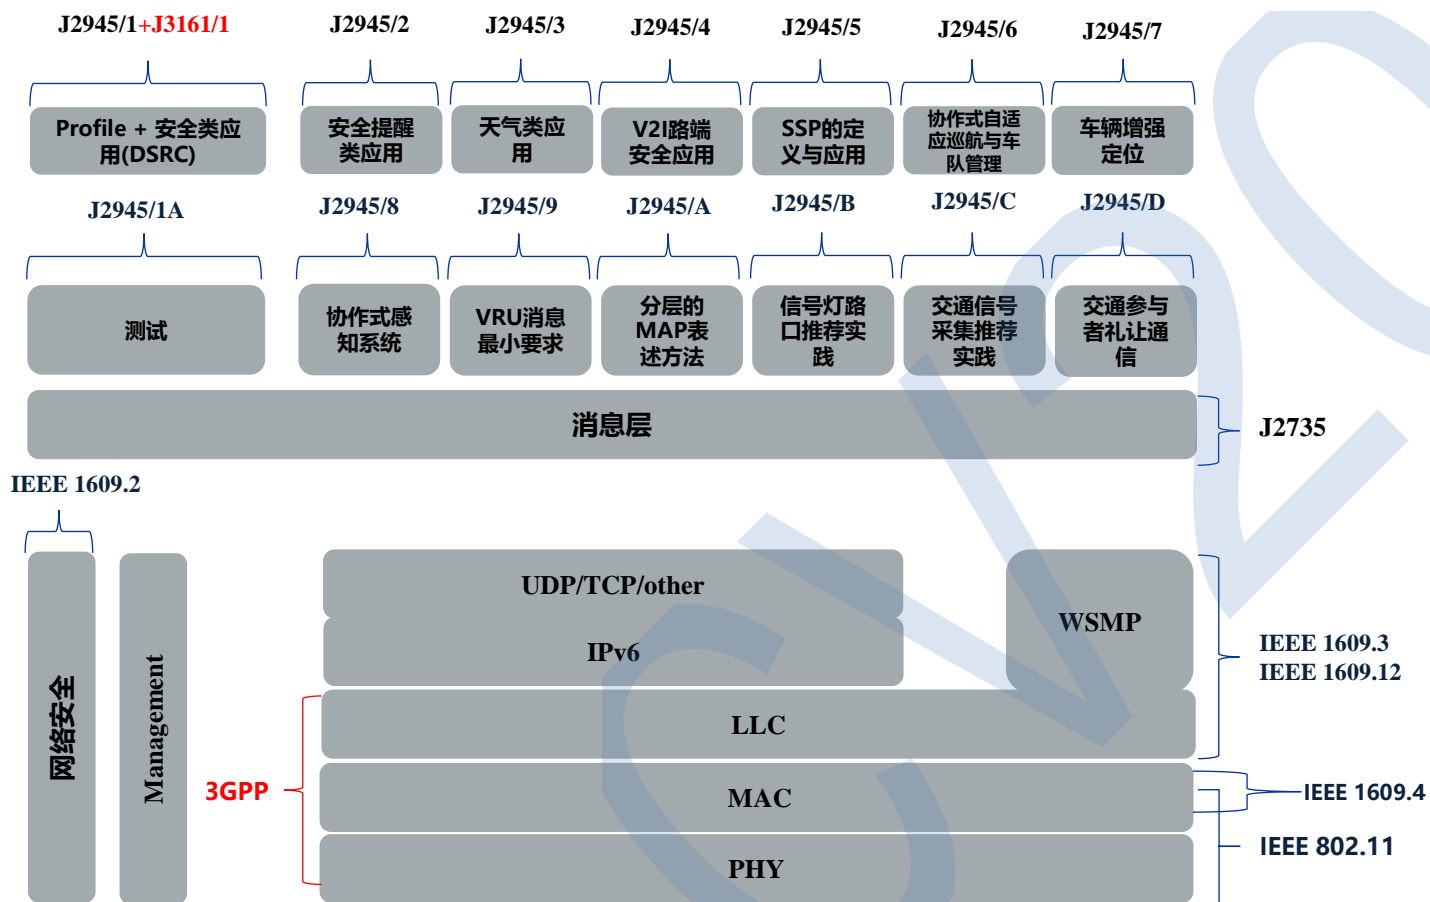 J2945/1+J3161/1
J2945/2
J2945/3
J2945/4
J2945/5
J2945/6
J2945/7
Profile + 安全类应
用(DSRC)
安全提醒
类应用
天气类应
用
V2I路端
安全应用
SSP的定
义与应用
协作式自适
应巡航与车
队管理
车辆增强
定位
J2945/1A
J2945/8
J2945/9
J2945/A
J2945/B
J2945/C
J2945/D
测试
协作式感
知系统
VRU消息
最小要求
分层的
MAP表
述方法
信号灯路
口推荐实
践
交通信号
采集推荐
实践
交通参与
者礼让通
信
消息层
J2735
IEEE 1609.2
网络安全
Management
UDP/TCP/other
IPv6
WSMP
IEEE 1609.3
IEEE 1609.12
LLC
3GPP
MAC
IEEE 1609.4
IEEE 802.11
PHY